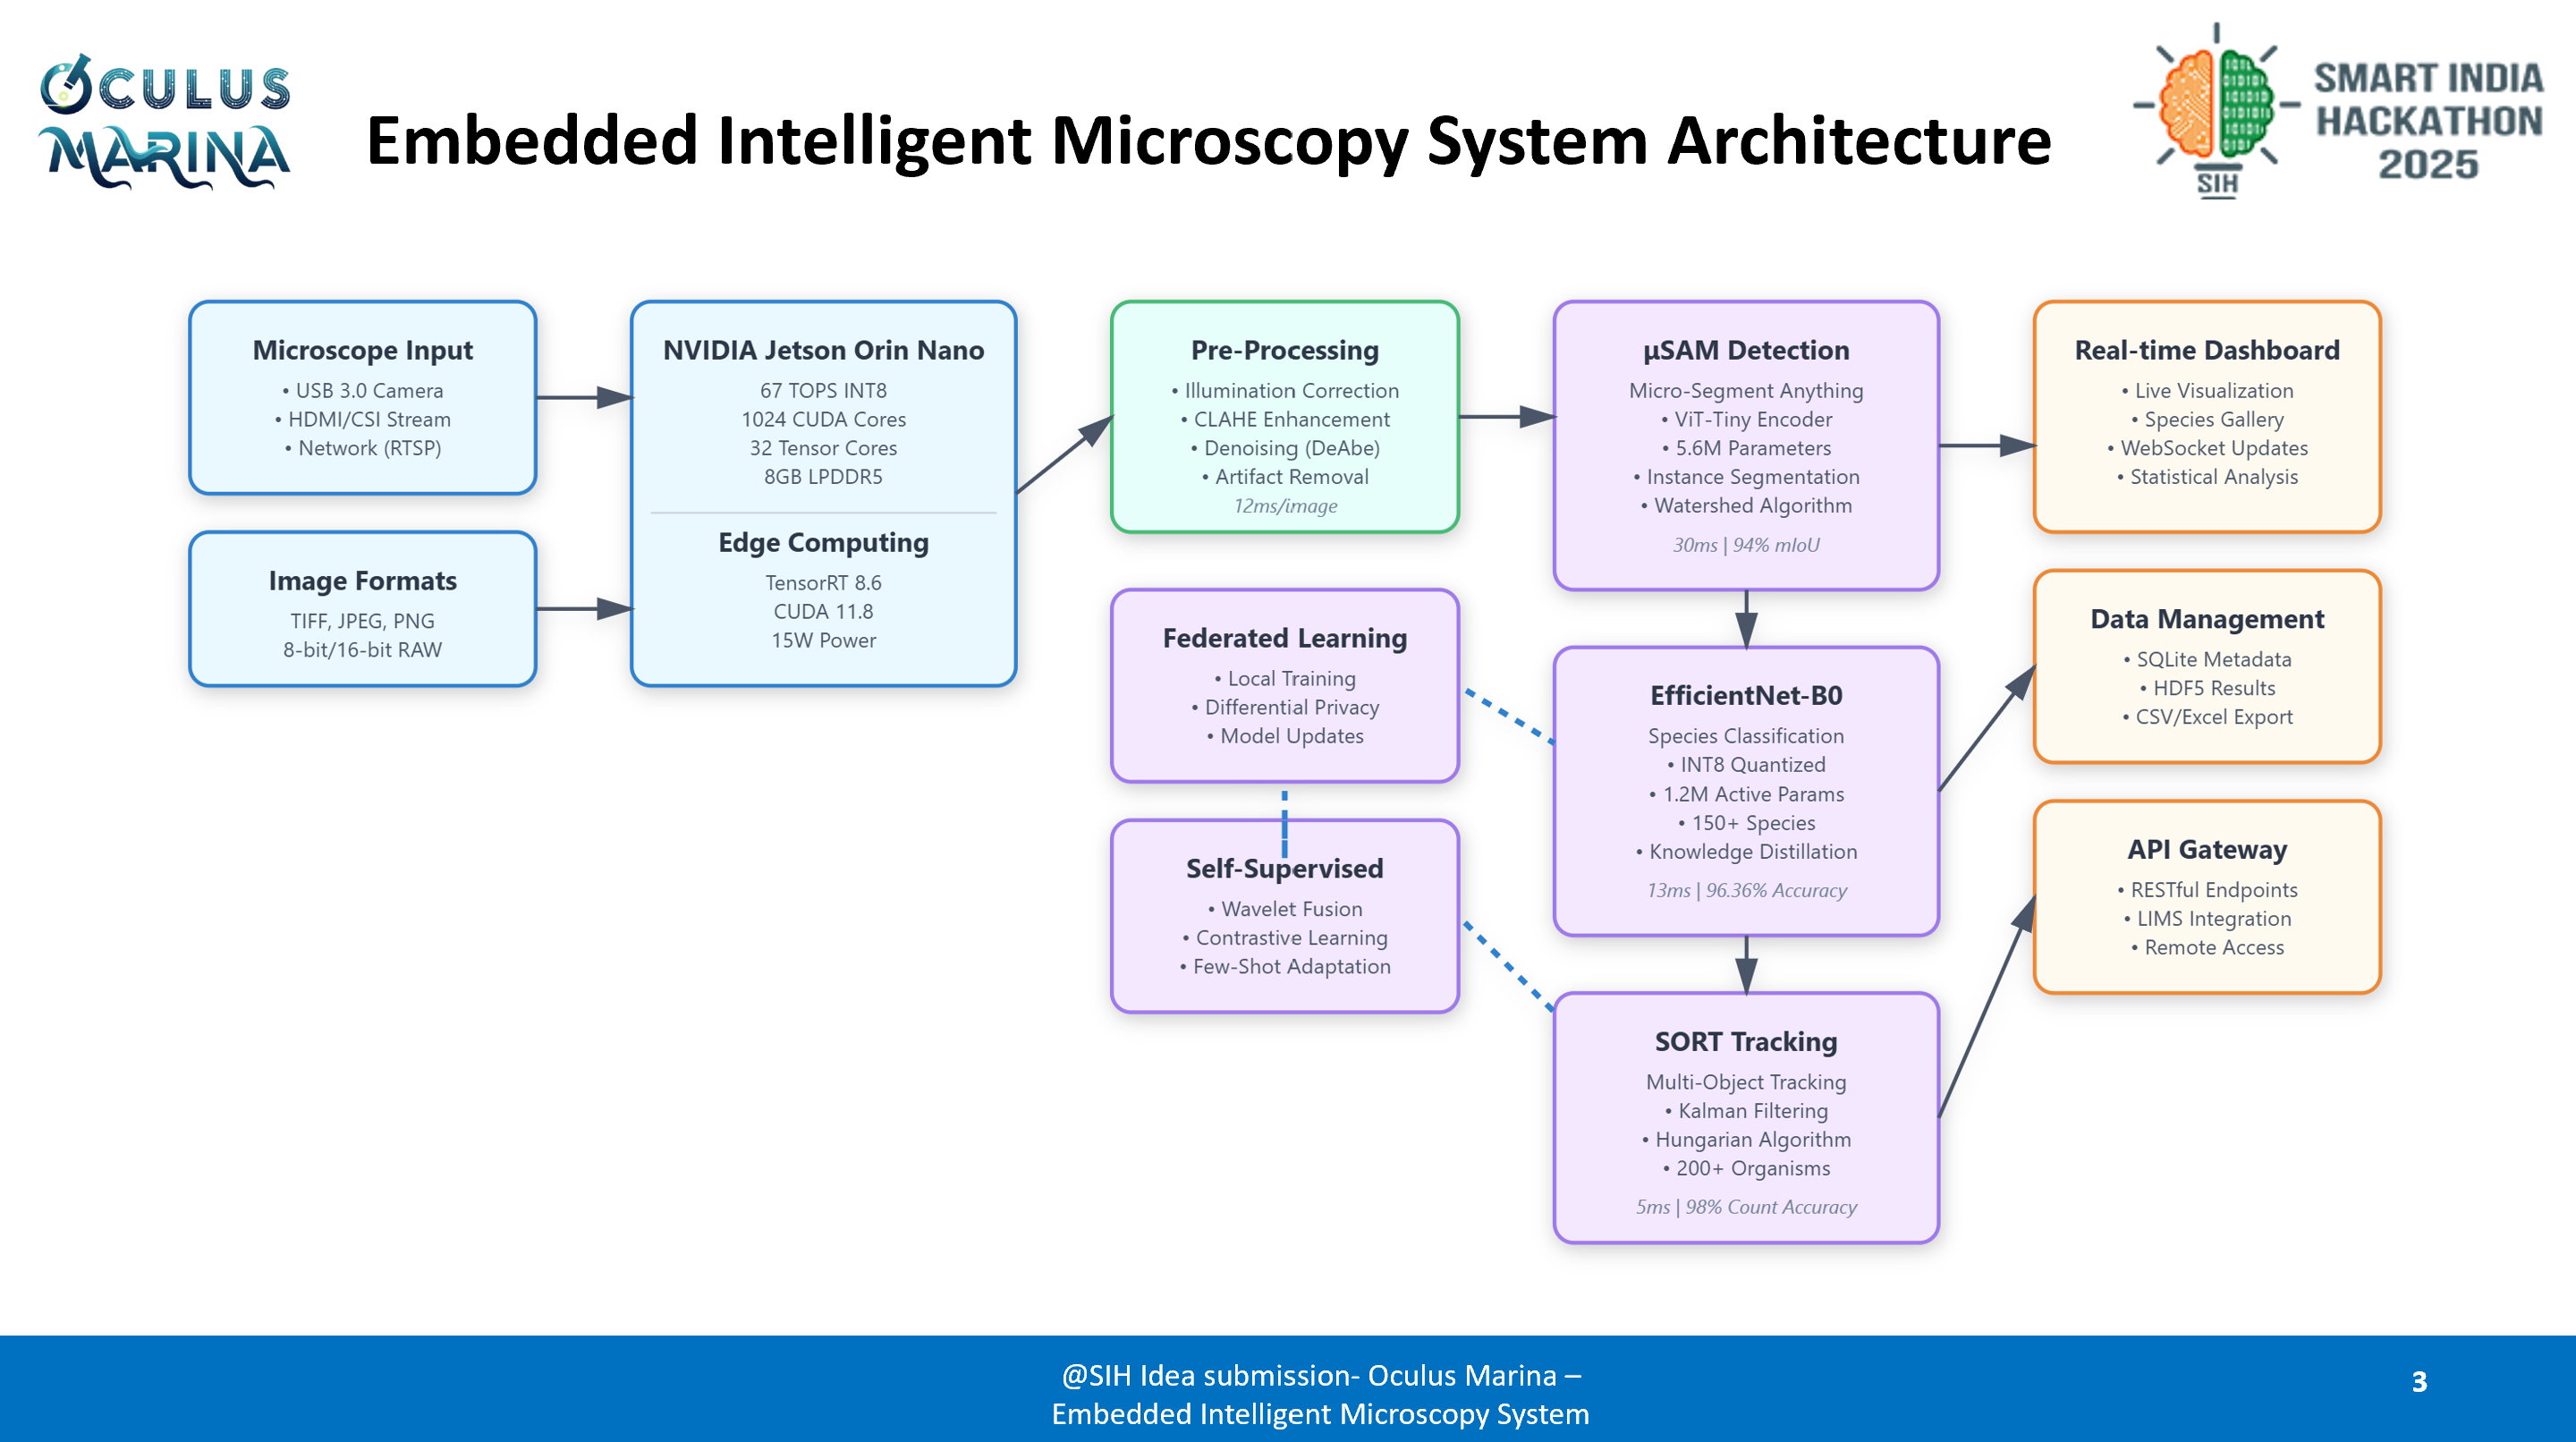 ÓCULUS
MARINA
Embedded Intelligent Microscopy System Architecture
SIH
SMART INDIA
HACKATHON
2025
Microscope Input
• USB 3.0 Camera
• HDMI/CSI Stream
• Network (RTSP)
Image Formats
TIFF, JPEG, PNG
8-bit/16-bit RAW
NVIDIA Jetson Orin Nano
67 TOPS INT8
1024 CUDA Cores
32 Tensor Cores
8GB LPDDR5
Edge Computing
TensorRT 8.6
CUDA 11.8
15W Power
Pre-Processing
• Illumination Correction
• CLAHE Enhancement
• Denoising (DeAbe)
• Artifact Removal
12ms/image
Federated Learning
• Local Training
• Differential Privacy
• Model Updates
Self-Supervised
• Wavelet Fusion
• Contrastive Learning
• Few-Shot Adaptation
µSAM Detection
Micro-Segment Anything
• ViT-Tiny Encoder
• 5.6M Parameters
• Instance Segmentation
• Watershed Algorithm
30ms | 94% mIoU
EfficientNet-B0
Species Classification
• INT8 Quantized
• 1.2M Active Params
• 150+ Species
• Knowledge Distillation
13ms | 96.36% Accuracy
SORT Tracking
Multi-Object Tracking
• Kalman Filtering
• Hungarian Algorithm
• 200+ Organisms
5ms | 98% Count Accuracy
Real-time Dashboard
• Live Visualization
• Species Gallery
• WebSocket Updates
• Statistical Analysis
Data Management
• SQLite Metadata
• HDF5 Results
• CSV/Excel Export
API Gateway
• RESTful Endpoints
• LIMS Integration
• Remote Access
@SIH Idea submission- Oculus Marina –
Embedded Intelligent Microscopy System
3